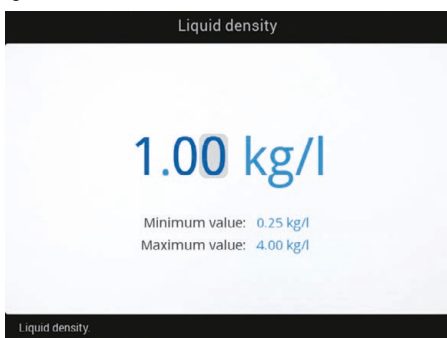 Liquid density
1.00 kg/l
Minimum value: 0.25 kg/l
Maximum value: 4.00 kg/l
Liquid density.